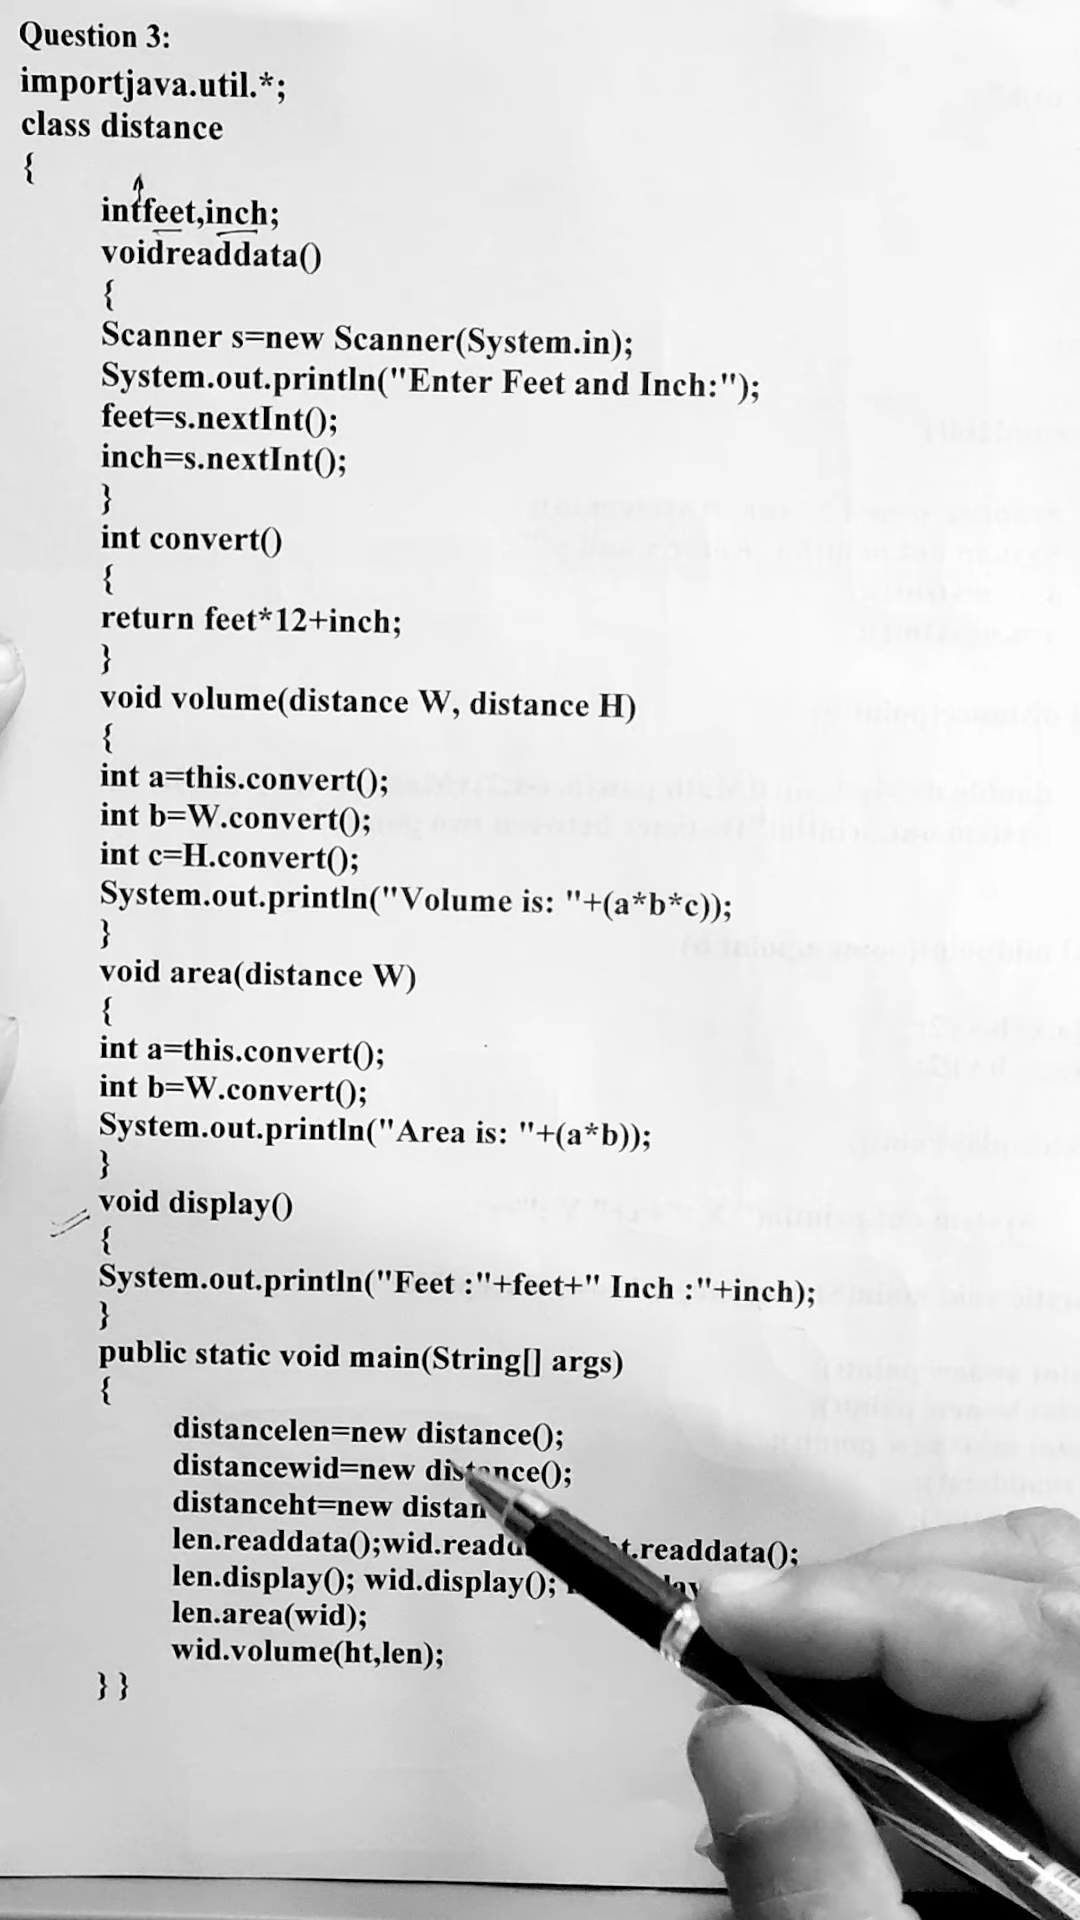 Question 3:
importjava.util.*;
class distance
{
intfeet,inch;
voidreaddata()
{
Scanner s=new Scanner(System.in);
System.out.println("Enter Feet and Inch:");
feet=s.nextInt();
inch=s.nextInt();
}
int convert()
{
return feet*12+inch;
}
void volume(distance W, distance H)
{
int a=this.convert();
int b=W.convert();
int c=H.convert();
System.out.println("Volume is: "+(a*b*c));
}
void area(distance W)
{
int a=this.convert();
int b=W.convert();
System.out.println("Area is: "+(a*b));
}
void display()
{
System.out.println("Feet :"+feet+" Inch :"+inch);
}
public static void main(String[] args)
{
distancelen=new distance();
distancewid=new distance();
distanceht=new distan
len.readdata();wid.readd t.readdata();
len.display(); wid.display();
len.area(wid);
wid.volume(ht,len);
} }